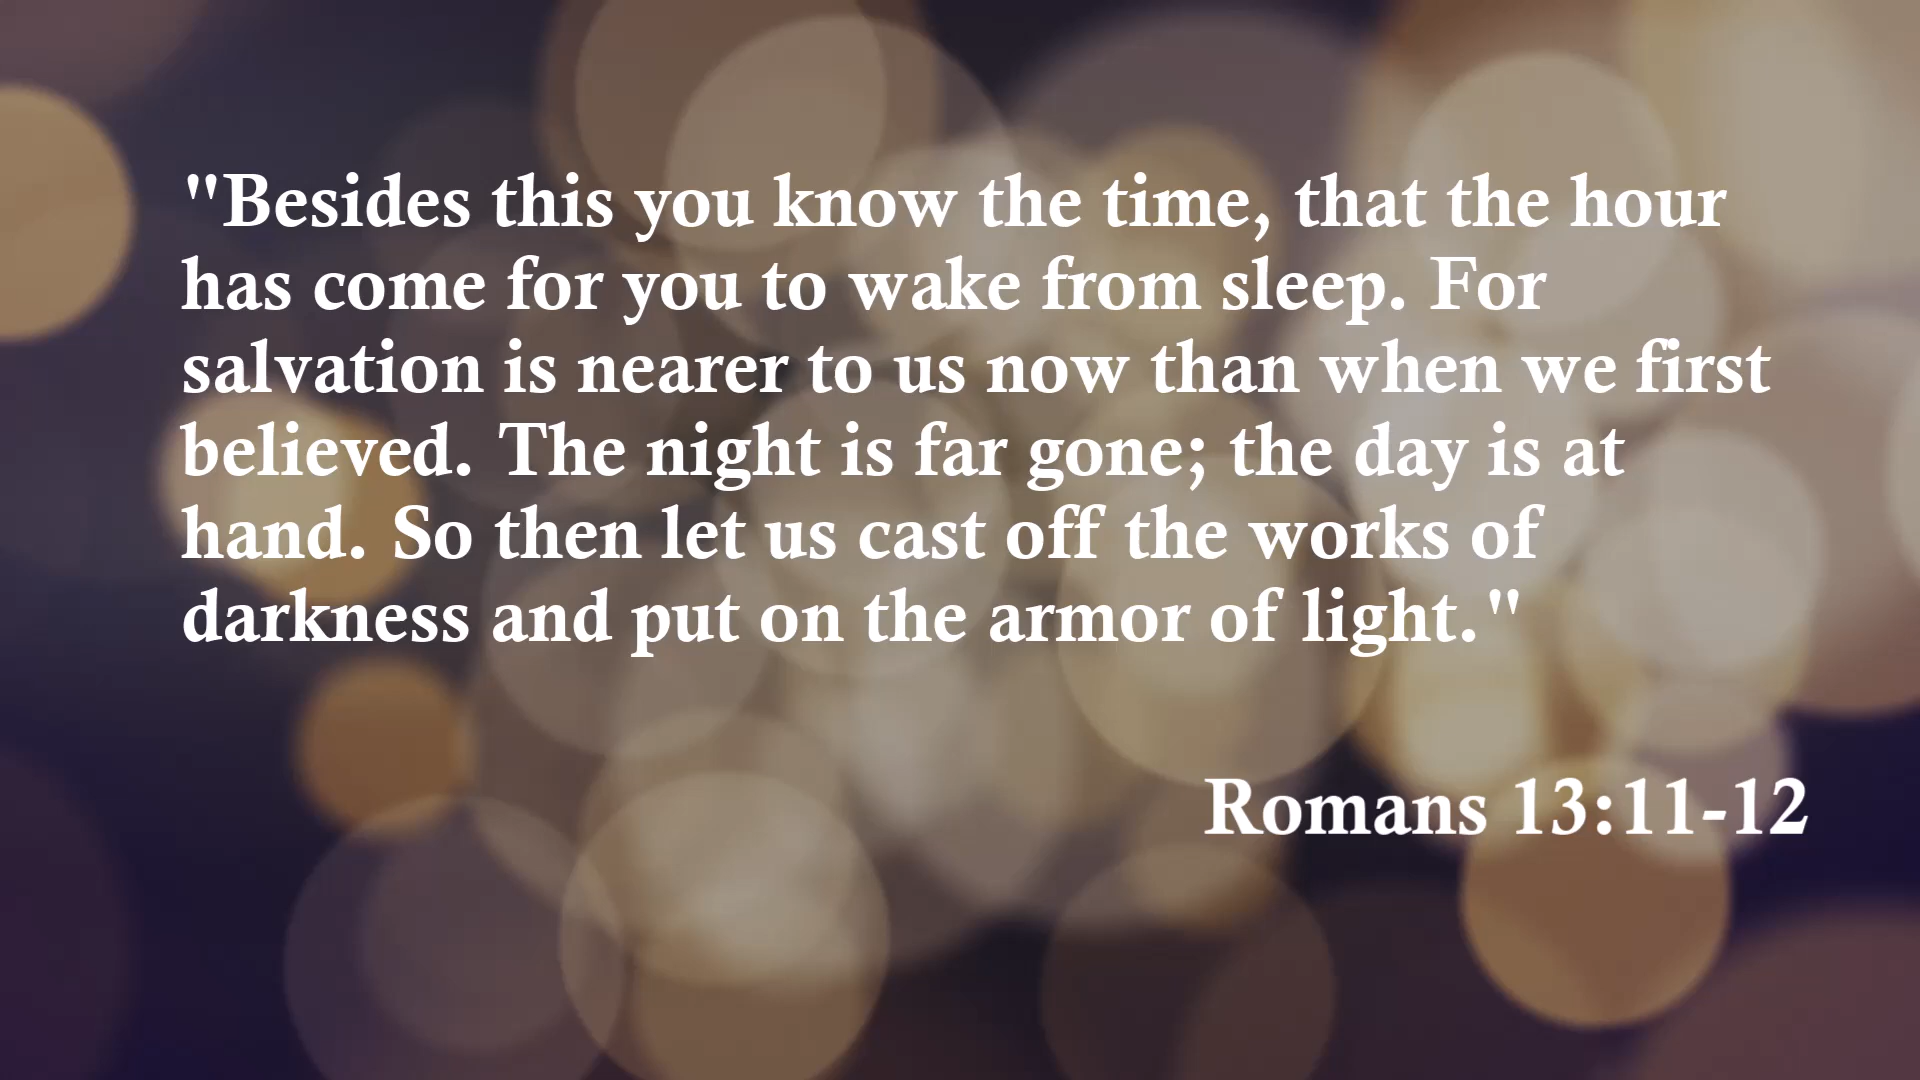 "Besides this you know the time, that the hour
has come for you to wake from sleep. For
salvation is nearer to us now than when we first
believed. The night is far gone; the day is at
hand. So then let us cast off the works of
darkness and put on the armor of light."
Romans 13:11-12